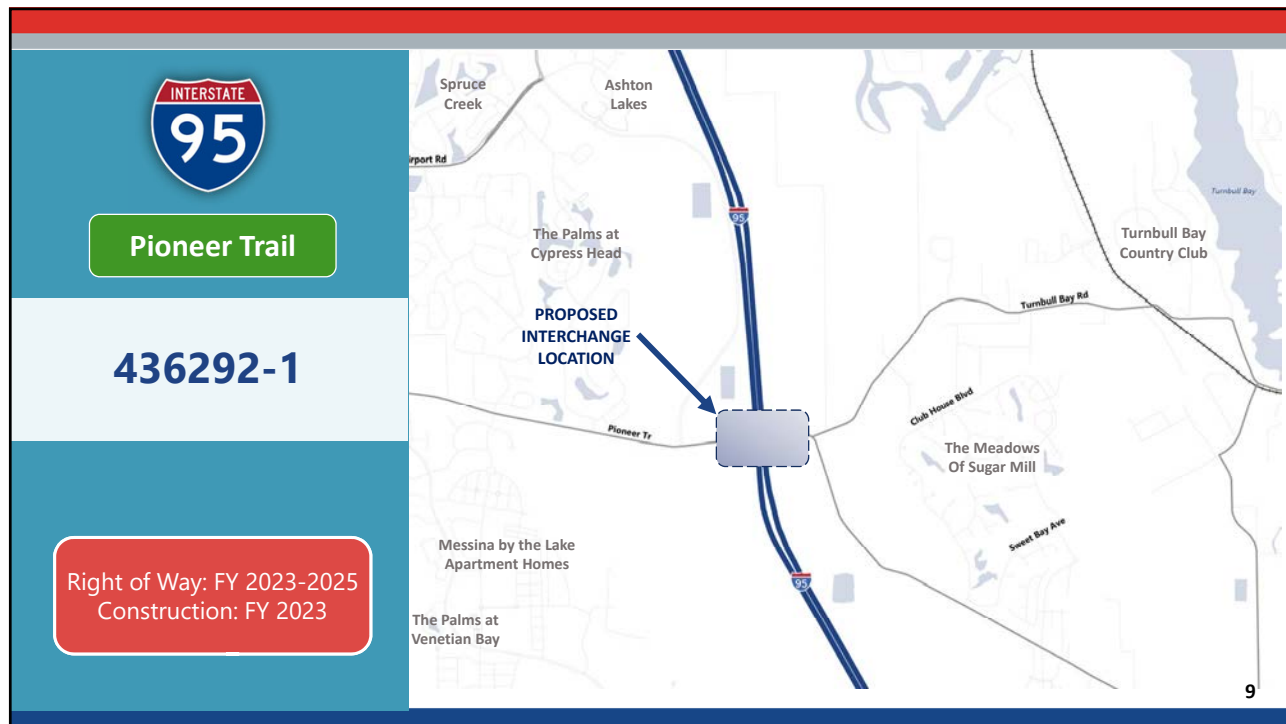 INTERSTATE
95
Pioneer Trail
436292-1
Right of Way: FY 2023-2025
Construction: FY 2023
Spruce
Creek
Ashton
Lakes
irport Rd
95
Turnbull Bay
The Palms at
Cypress Head
Turnbull Bay
Country Club
Turnbull Bay Rd
PROPOSED
INTERCHANGE
LOCATION
Club House Blvd
Pioneer Tr
The Meadows
Of Sugar Mill
Sweet Bay Ave
Messina by the Lake
Apartment Homes
95
The Palms at
Venetian Bay
9